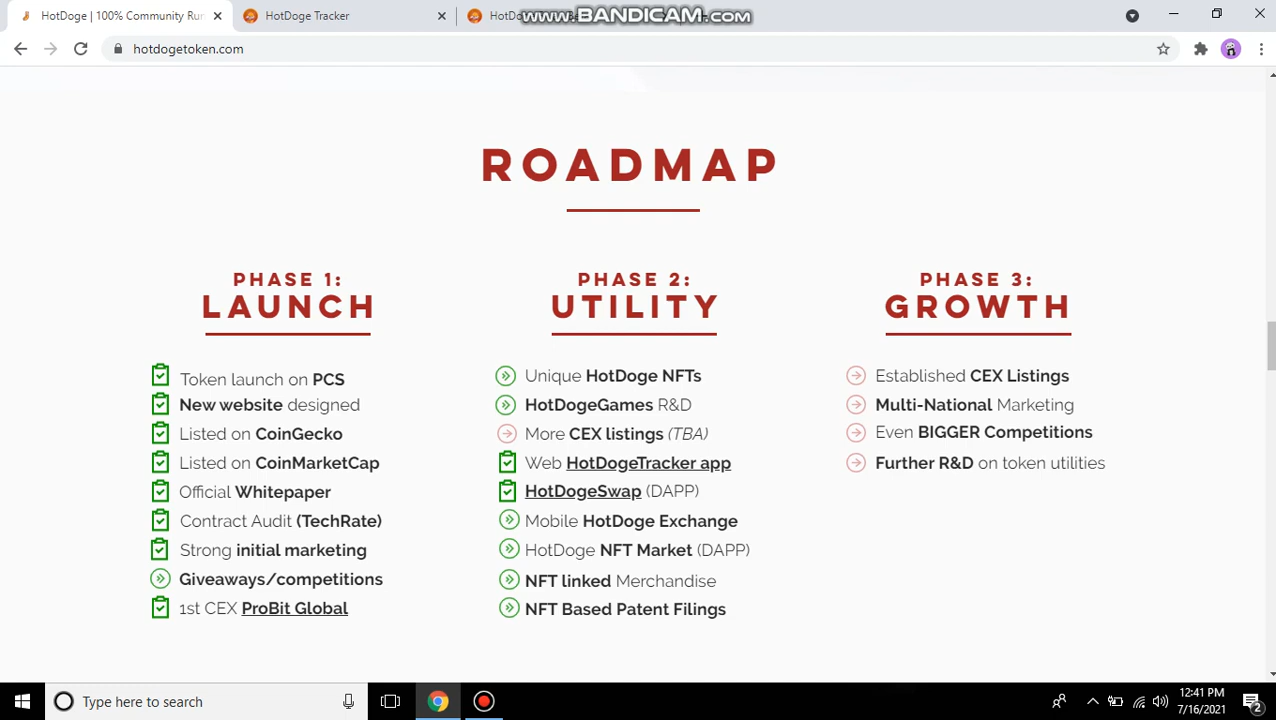 HotDoge | 100% Community Run
HotDoge Tracker
HotDo
www.BANDICAM.com
hotdogetoken.com
ROADMAP
PHASE 1:
LAUNCH
Token launch on PCS
New website designed
Listed on CoinGecko
Listed on CoinMarketCap
Official Whitepaper
Contract Audit (TechRate)
Strong initial marketing
Giveaways/competitions
1st CEX ProBit Global
PHASE 2:
UTILITY
Unique HotDoge NFTs
HotDogeGames R&D
More CEX listings (TBA)
Web HotDogeTracker app
HotDogeSwap (DAPP)
Mobile HotDoge Exchange
HotDoge NFT Market (DAPP)
NFT linked Merchandise
NFT Based Patent Filings
PHASE 3:
GROWTH
Established CEX Listings
Multi-National Marketing
Even BIGGER Competitions
Further R&D on token utilities
Type here to search
12:41 PM
7/16/2021
2